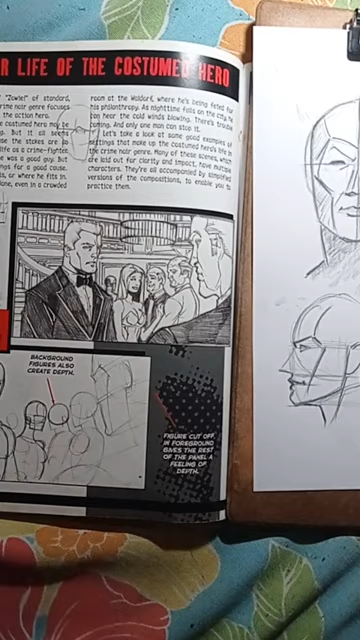 R LIFE OF THE COSTUMED HERO
"Zowie!" of standard,
rime noir genre focuses
the action hero.
e costumed hero may be
p. But it all seems
se the stakes are so
life as a crime-fighter.
e was a good guy. But
ngs for a good cause.
is, or where he fits in.
ane, even in a crowded
room at the Waldorf, where he's being feted for
his philanthropy. As nighttime falls on the city, he
can hear the cold winds blowing. There's trouble
coming. And only one man can stop it.
Let's take a look at some good examples of
settings that make up the costumed hero's life in
the crime noir genre. Many of these scenes, which
are laid out for clarity and impact, have multiple
characters. They're all accompanied by simplified
versions of the compositions, to enable you to
practice them.
BACKGROUND
FIGURES ALSO
CREATE DEPTH.
FIGURE CUT OFF
IN FOREGROUND
GIVES THE REST
OF THE PANEL A
FEELING OF
DEPTH.